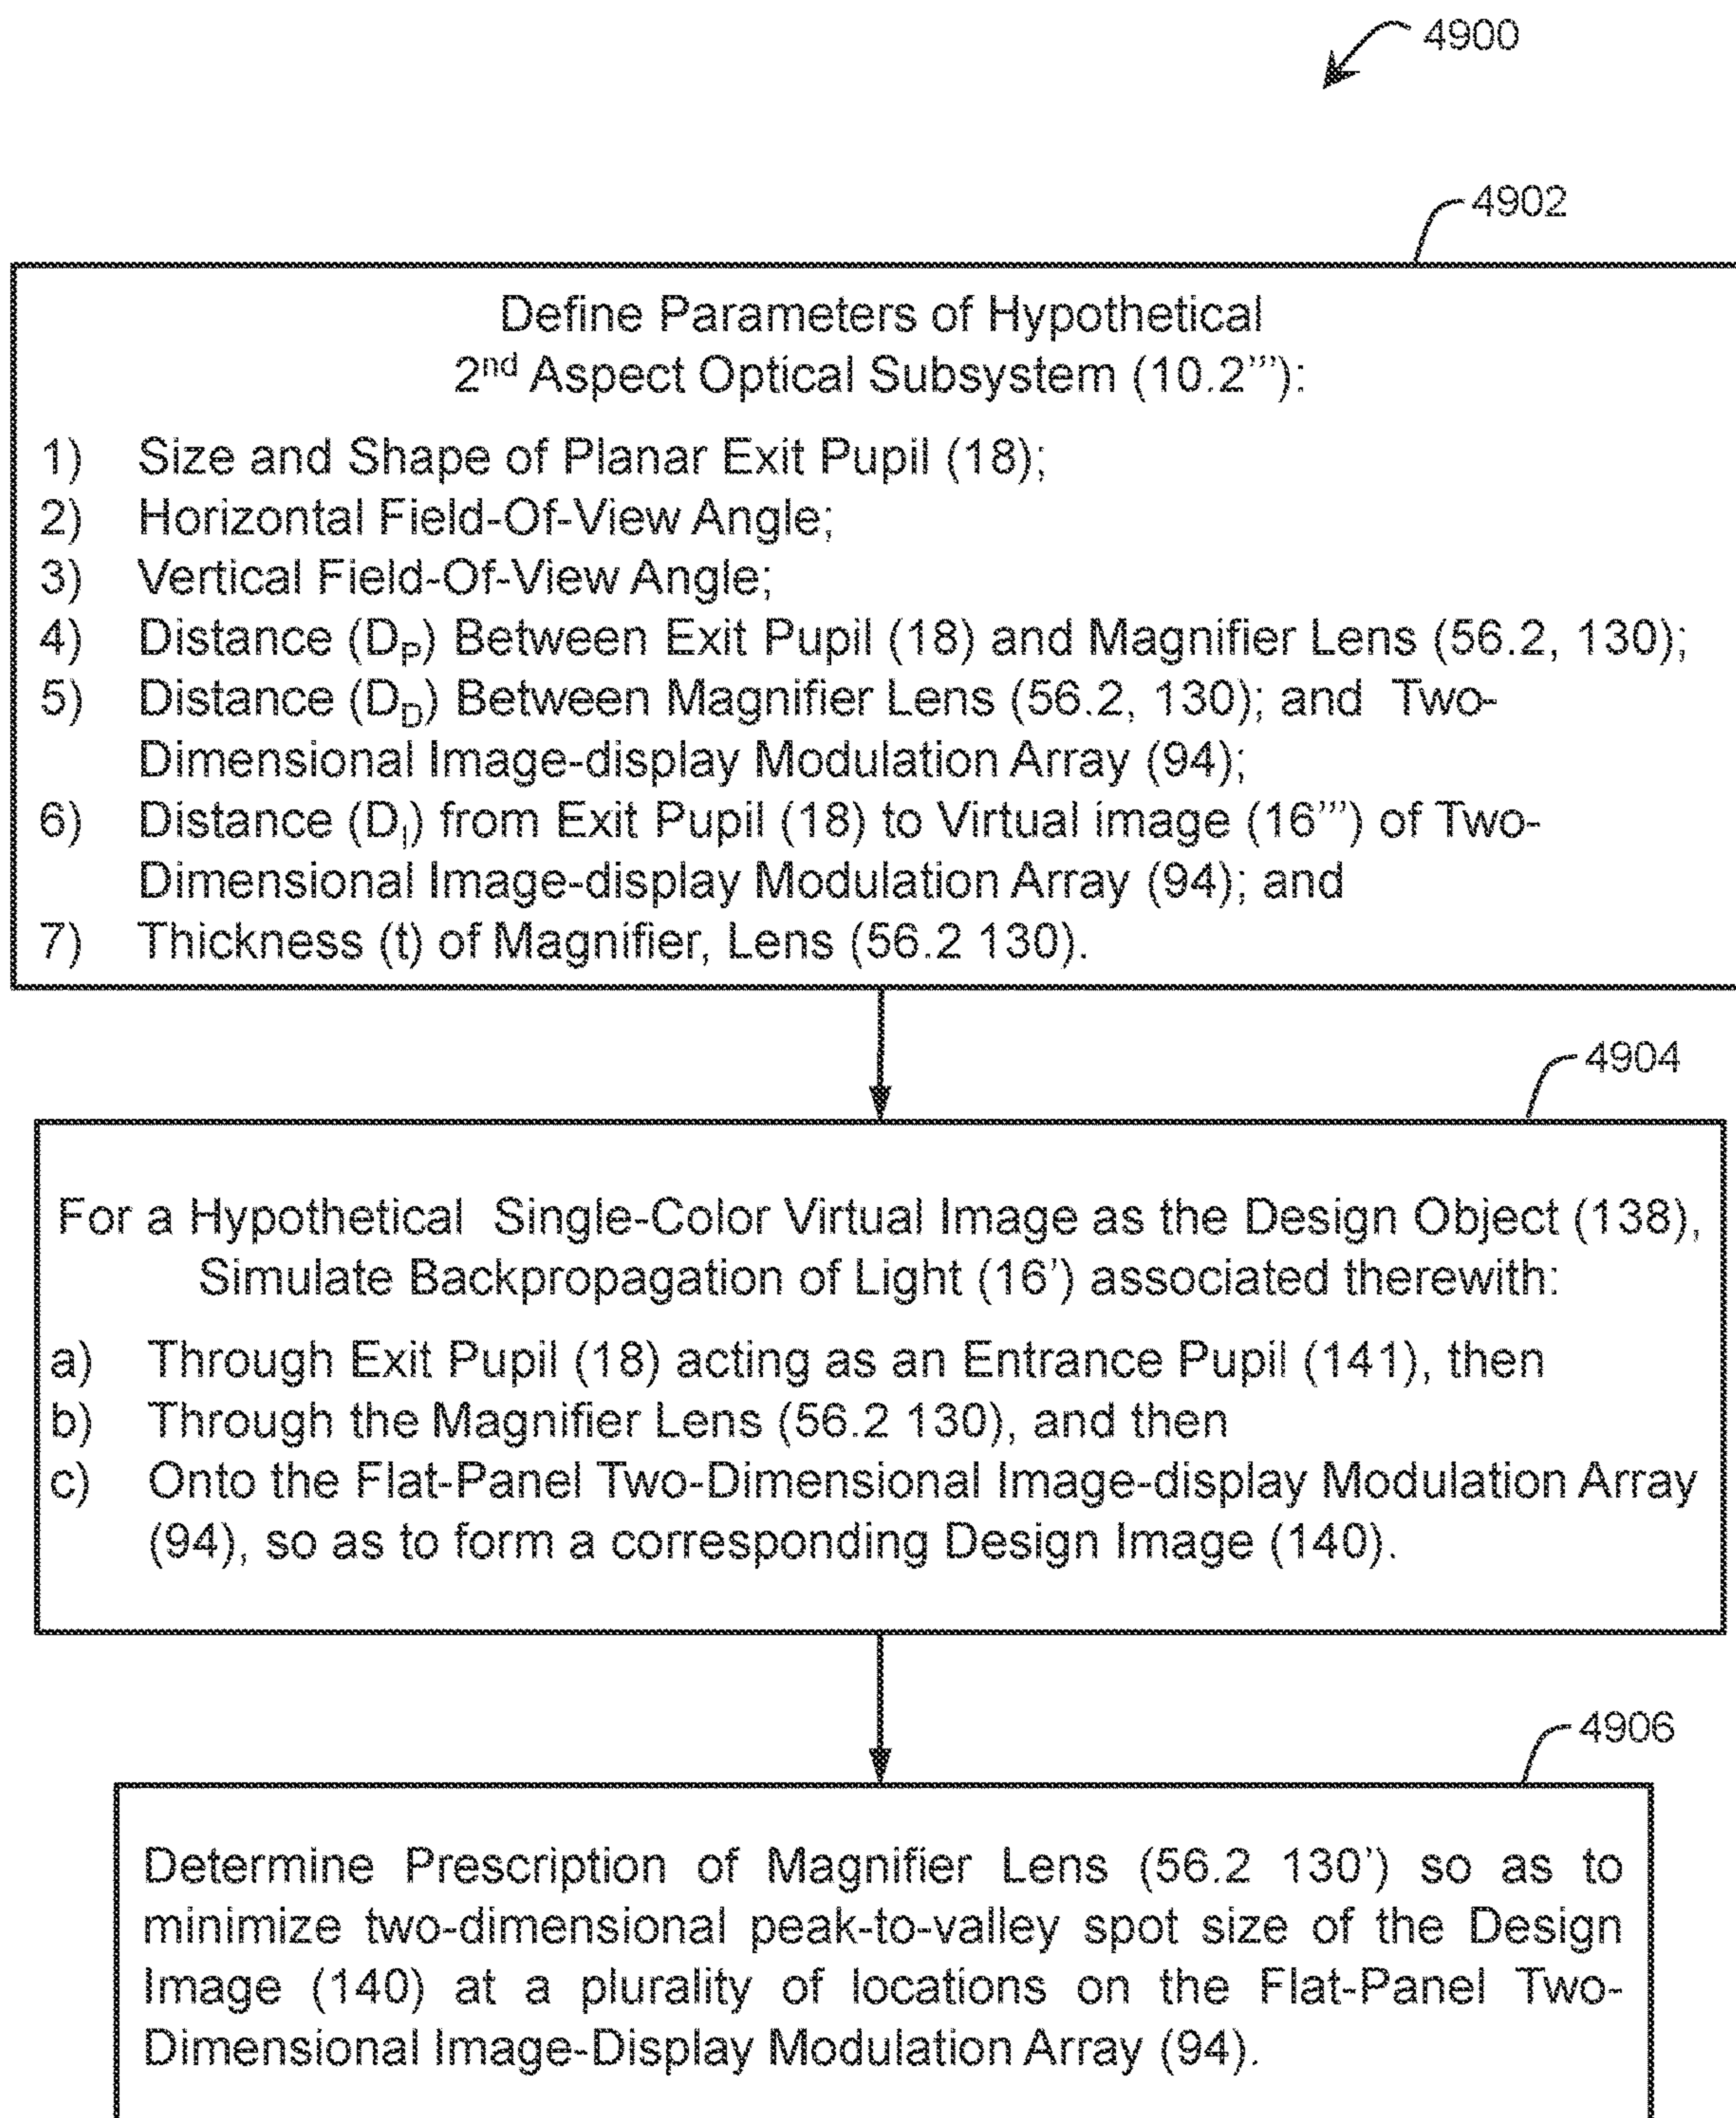 4900
4902
Define Parameters of Hypothetical
2nd Aspect Optical Subsystem (10.2'''):
1) Size and Shape of Planar Exit Pupil (18);
2) Horizontal Field-Of-View Angle;
3) Vertical Field-Of-View Angle;
4) Distance (DP) Between Exit Pupil (18) and Magnifier Lens (56.2, 130);
5) Distance (DD) Between Magnifier Lens (56.2, 130); and Two-
Dimensional Image-display Modulation Array (94);
6) Distance (DI) from Exit Pupil (18) to Virtual image (16''') of Two-
Dimensional Image-display Modulation Array (94); and
7) Thickness (t) of Magnifier, Lens (56.2 130).
4904
For a Hypothetical Single-Color Virtual Image as the Design Object (138),
Simulate Backpropagation of Light (16') associated therewith:
a) Through Exit Pupil (18) acting as an Entrance Pupil (141), then
b) Through the Magnifier Lens (56.2 130), and then
c) Onto the Flat-Panel Two-Dimensional Image-display Modulation Array
(94), so as to form a corresponding Design Image (140).
4906
Determine Prescription of Magnifier Lens (56.2 130') so as to
minimize two-dimensional peak-to-valley spot size of the Design
Image (140) at a plurality of locations on the Flat-Panel Two-
Dimensional Image-Display Modulation Array (94).